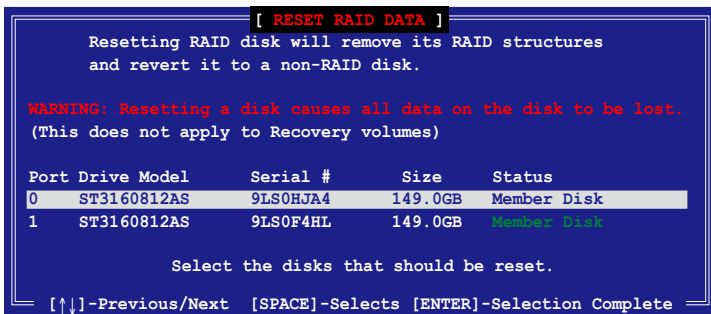 [ RESET RAID DATA ]
Resetting RAID disk will remove its RAID structures
and revert it to a non-RAID disk.
WARNING: Resetting a disk causes all data on the disk to be lost.
(This does not apply to Recovery volumes)
Port Drive Model Serial # Size Status
0 ST3160812AS 9LS0HJA4 149.0GB Member Disk
1 ST3160812AS 9LS0F4HL 149.0GB Member Disk
Select the disks that should be reset.
[↑↓]-Previous/Next [SPACE]-Selects [ENTER]-Selection Complete